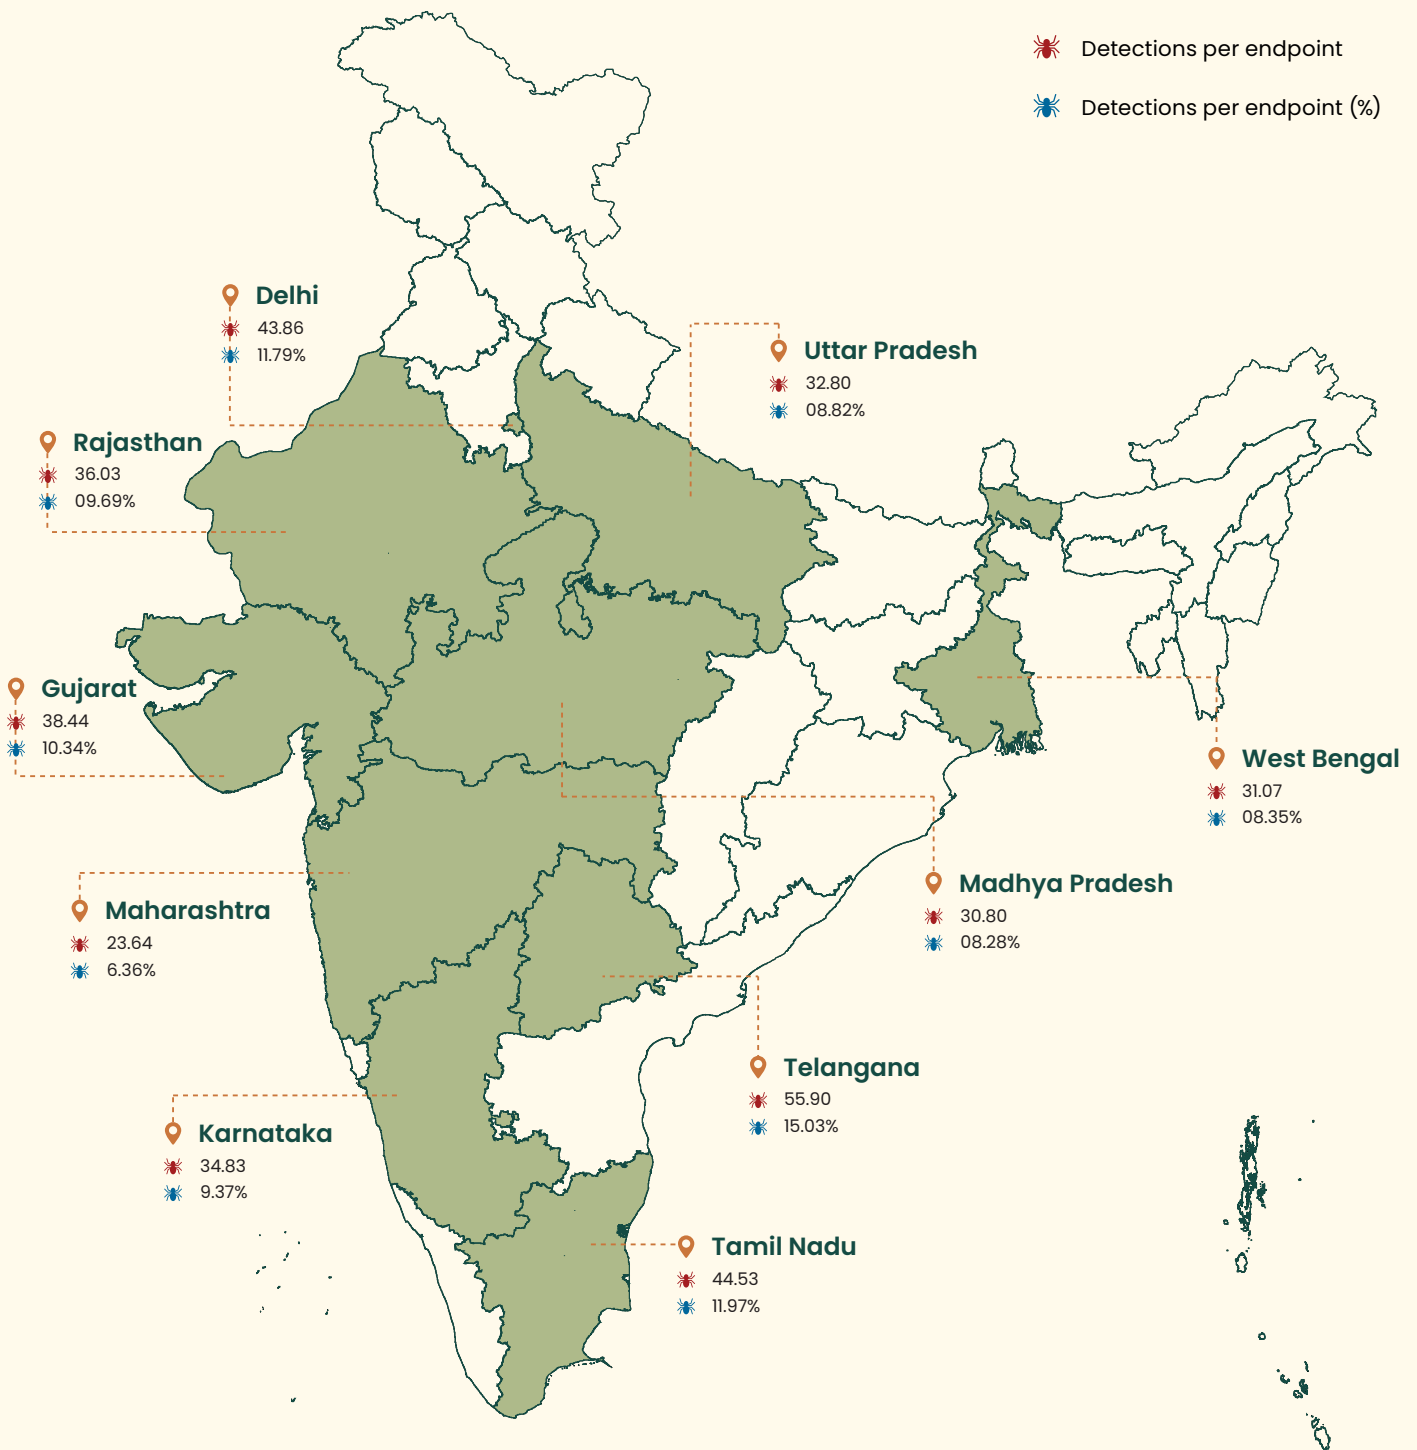 Detections per endpoint
Detections per endpoint (%)
Delhi
43.86
11.79%
Uttar Pradesh
32.80
08.82%
Rajasthan
36.03
09.69%
Gujarat
38.44
10.34%
West Bengal
31.07
08.35%
Madhya Pradesh
30.80
08.28%
Maharashtra
23.64
6.36%
Telangana
55.90
15.03%
Karnataka
34.83
9.37%
Tamil Nadu
44.53
11.97%